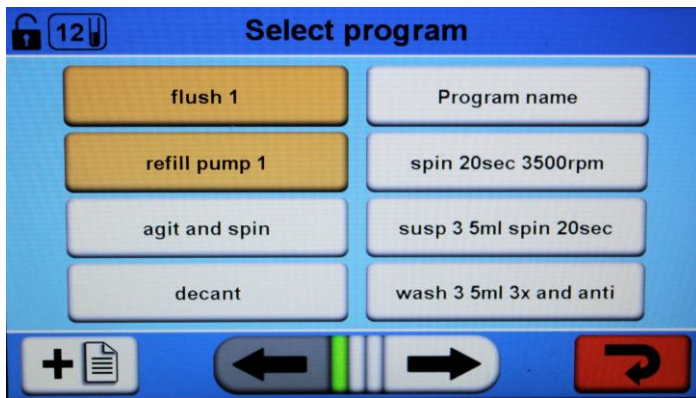 12
Select program
flush 1
Program name
refill pump 1
spin 20sec 3500rpm
agit and spin
susp 3 5ml spin 20sec
decant
wash 3 5ml 3x and anti